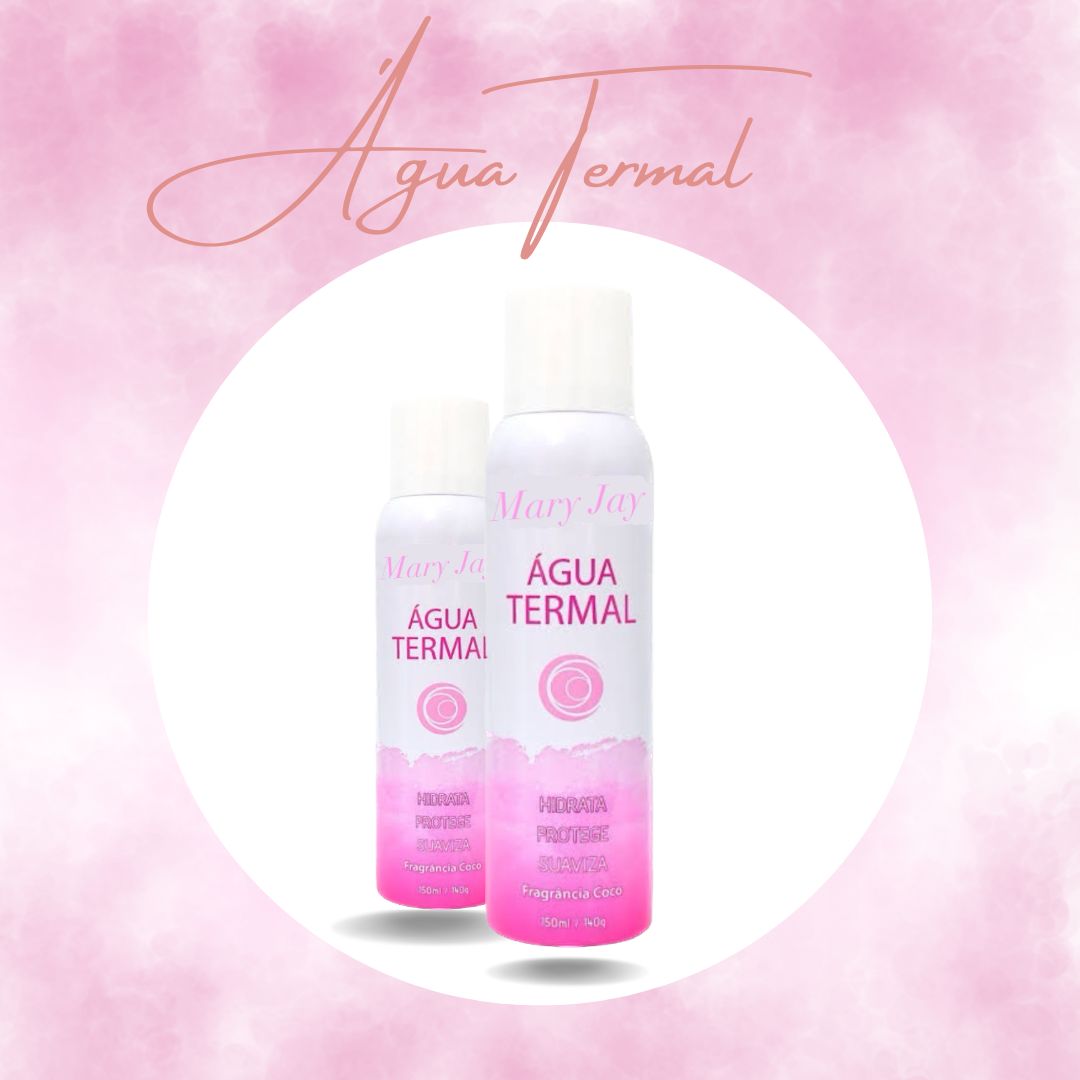 Água Termal
Mary Jay
ÁGUA
TERMAL
HIDRATA
PROTEGE
SUAVIZA
Fragrância Coco
150ml / 140g
Mary Jay
ÁGUA
TERMAL
HIDRATA
PROTEGE
SUAVIZA
Fragrância Coco
150ml / 140g